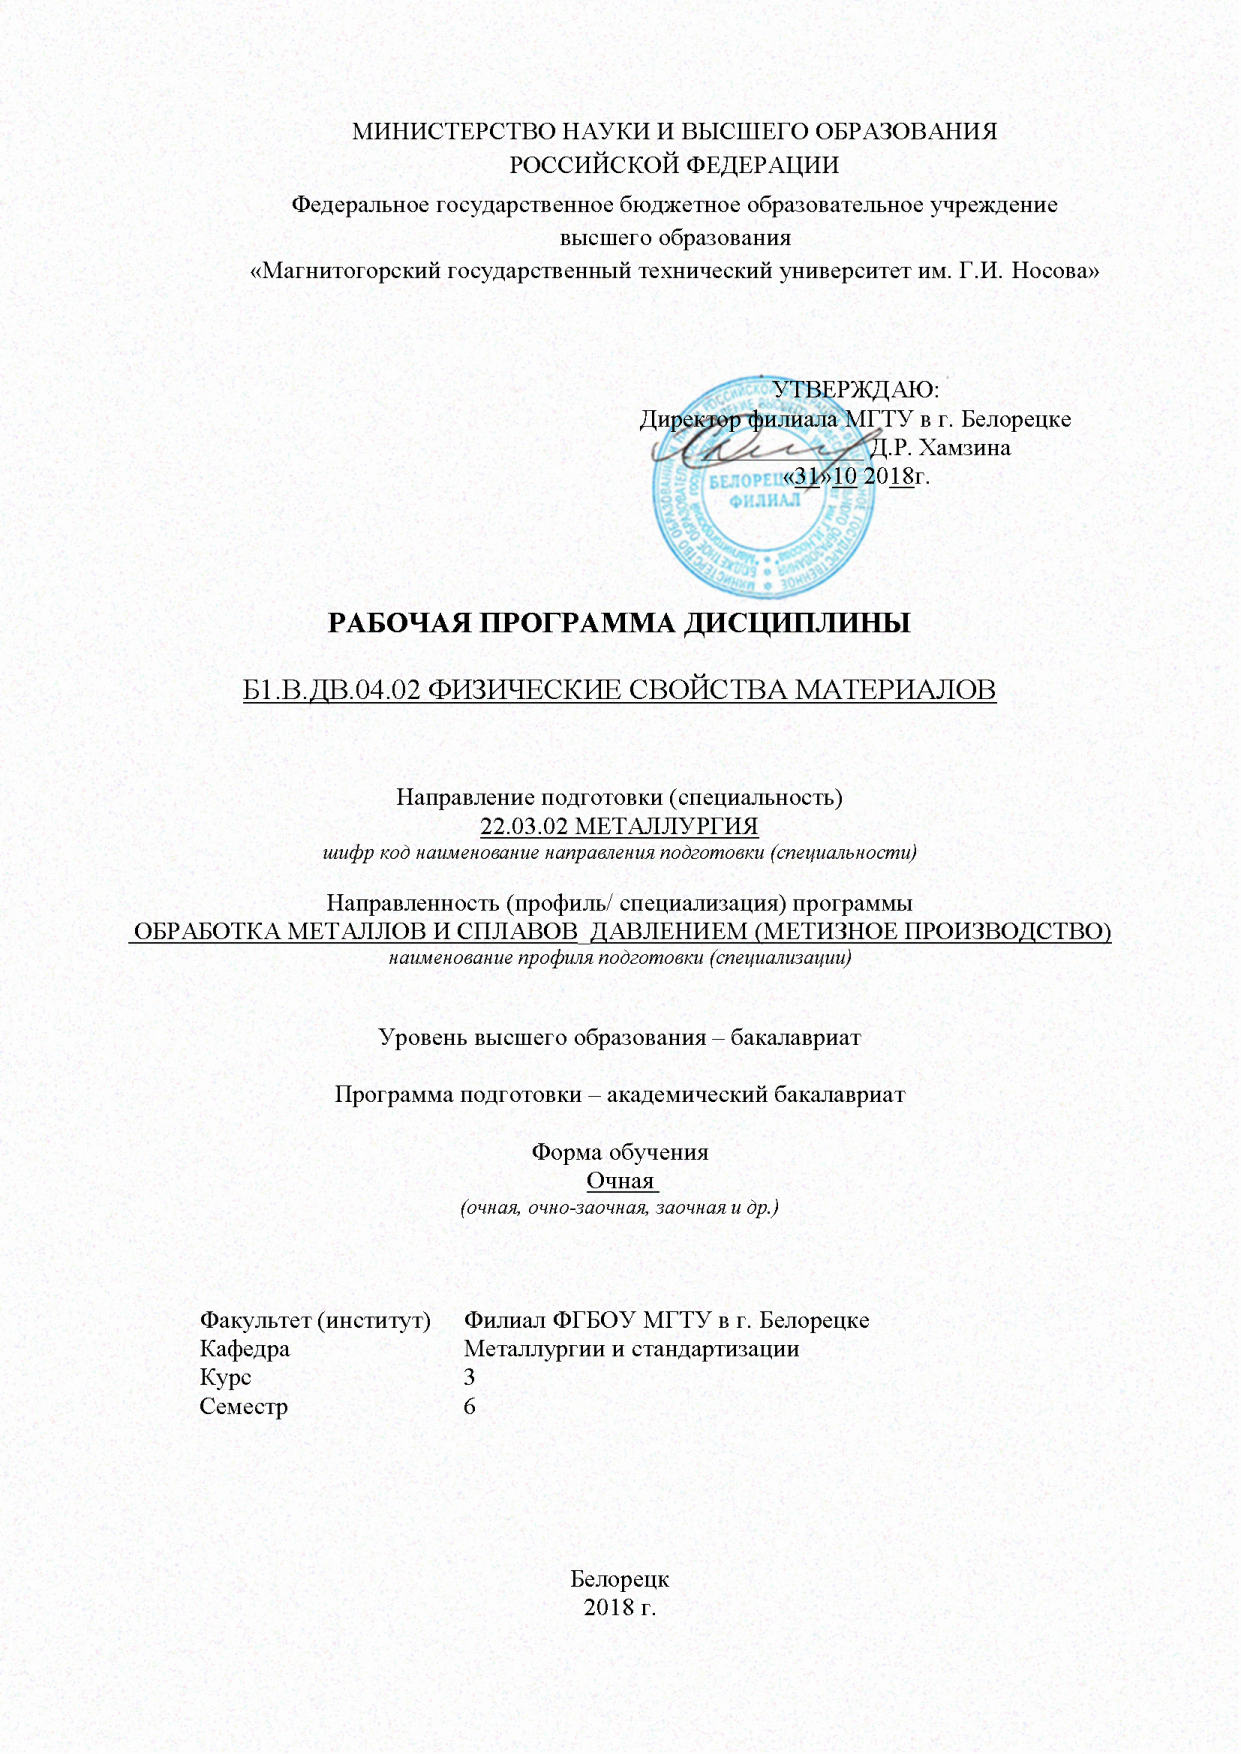 МИНИСТЕРСТВО НАУКИ И ВЫСШЕГО ОБРАЗОВАНИЯ
РОССИЙСКОЙ ФЕДЕРАЦИИ
Федеральное государственное бюджетное образовательное учреждение
высшего образования
«Магнитогорский государственный технический университет им. Г.И. Носова»
УТВЕРЖДАЮ:
Директор филиала МГТУ в г. Белорецке
Д.Р. Хамзина
«31»10 2018г.
БЕЛОРЕЦКИЙ
ФИЛИАЛ
РАБОЧАЯ ПРОГРАММА ДИСЦИПЛИНЫ
Б1.В.ДВ.04.02 ФИЗИЧЕСКИЕ СВОЙСТВА МАТЕРИАЛОВ
Направление подготовки (специальность)
22.03.02 МЕТАЛЛУРГИЯ
шифр код наименование направления подготовки (специальности)
Направленность (профиль/ специализация) программы
ОБРАБОТКА МЕТАЛЛОВ И СПЛАВОВ ДАВЛЕНИЕМ (МЕТИЗНОЕ ПРОИЗВОДСТВО)
наименование профиля подготовки (специализации)
Уровень высшего образования – бакалавриат
Программа подготовки – академический бакалавриат
Форма обучения
Очная
(очная, очно-заочная, заочная и др.)
Факультет (институт) Филиал ФГБОУ МГТУ в г. Белорецке
Кафедра Металлургии и стандартизации
Курс 3
Семестр 6
Белорецк
2018 г.